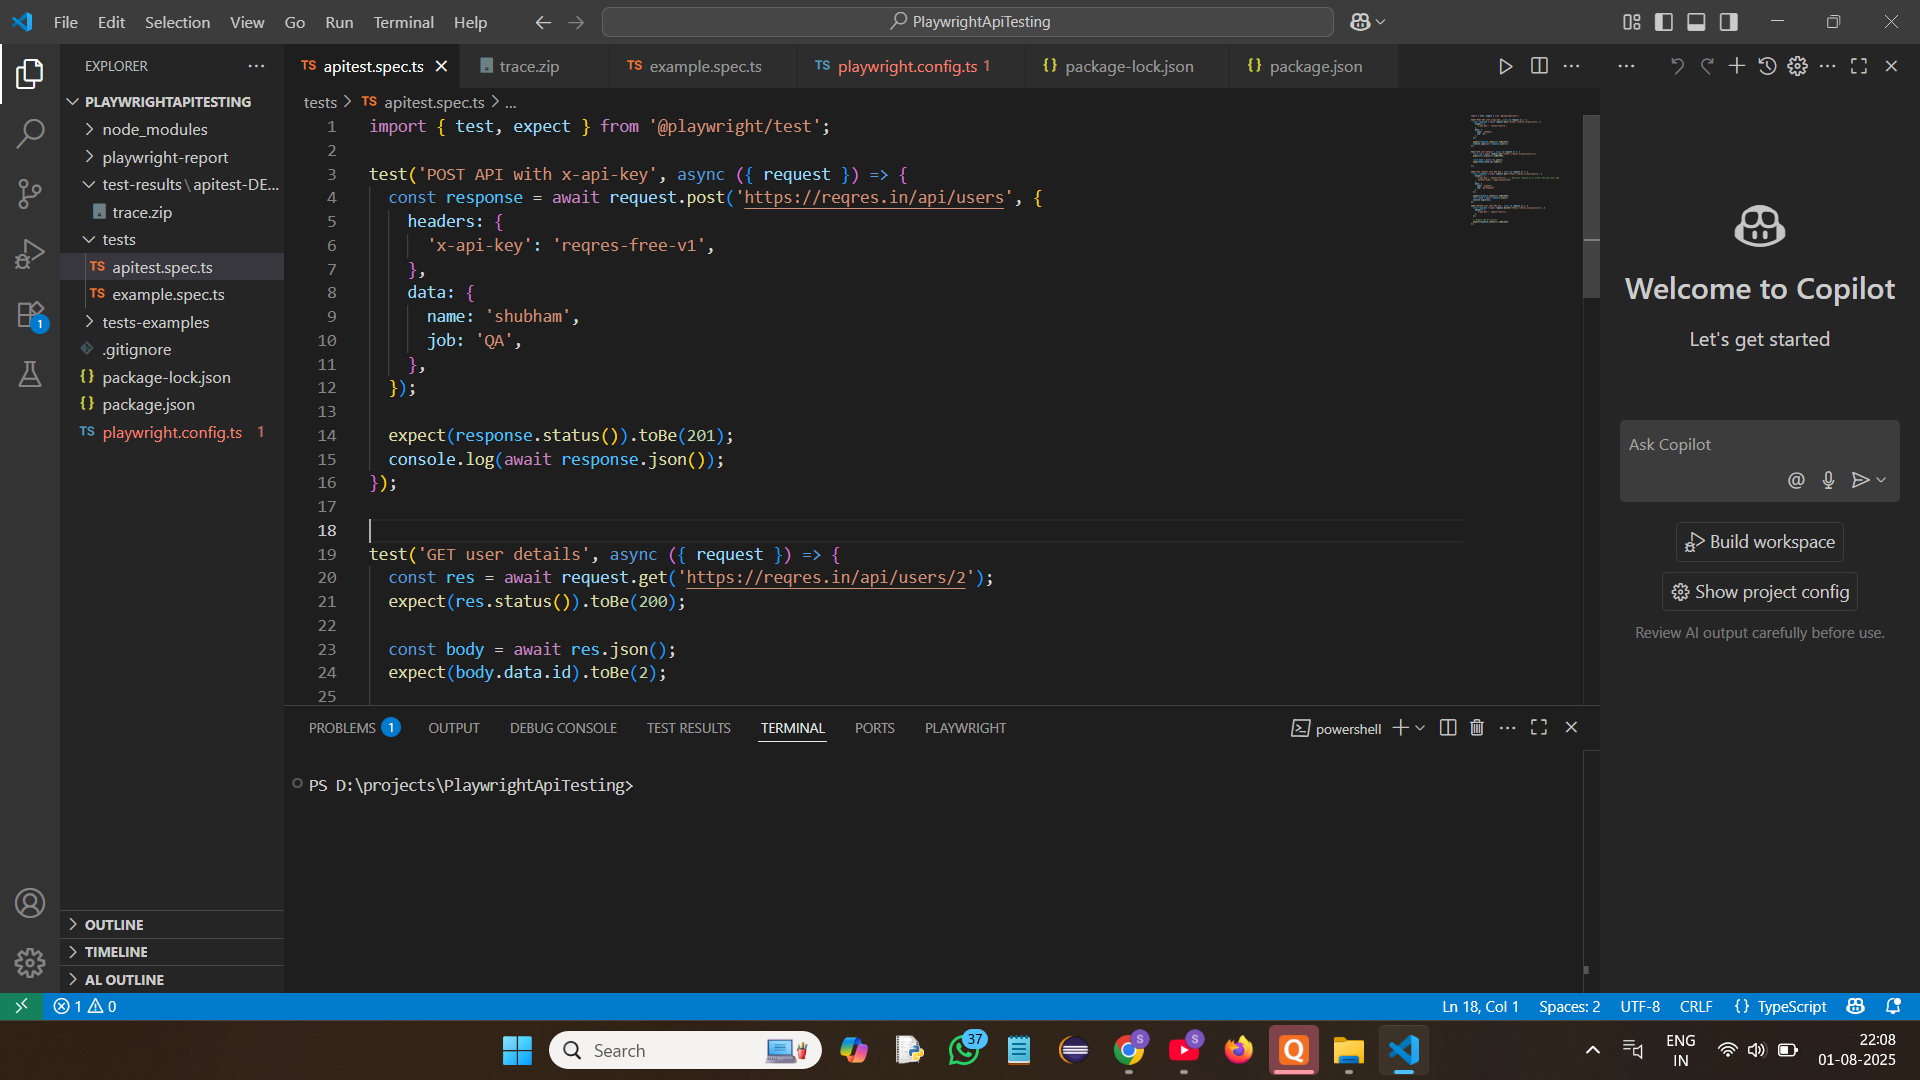 File Edit Selection View Go Run Terminal Help
PlaywrightApiTesting
EXPLORER
PLAYWRIGHTAPITESTING
node_modules
playwright-report
test-results\apitest-DE...
trace.zip
tests
TS apitest.spec.ts
TS example.spec.ts
tests-examples
.gitignore
{} package-lock.json
{} package.json
TS playwright.config.ts 1
OUTLINE
TIMELINE
AL OUTLINE
TS apitest.spec.ts
trace.zip
TS example.spec.ts
TS playwright.config.ts 1
{} package-lock.json
{} package.json
tests > TS apitest.spec.ts > ...
1 import { test, expect } from '@playwright/test';
2
3 test('POST API with x-api-key', async ({ request }) => {
4 const response = await request.post('https://reqres.in/api/users', {
5 headers: {
6 'x-api-key': 'reqres-free-v1',
7 },
8 data: {
9 name: 'shubham',
10 job: 'QA',
11 },
12 });
13
14 expect(response.status()).toBe(201);
15 console.log(await response.json());
16 });
17
18
19 test('GET user details', async ({ request }) => {
20 const res = await request.get('https://reqres.in/api/users/2');
21 expect(res.status()).toBe(200);
22
23 const body = await res.json();
24 expect(body.data.id).toBe(2);
25
PROBLEMS 1 OUTPUT DEBUG CONSOLE TEST RESULTS TERMINAL PORTS PLAYWRIGHT
powershell
PS D:\projects\PlaywrightApiTesting>
Welcome to Copilot
Let's get started
Ask Copilot
@
Build workspace
Show project config
Review AI output carefully before use.
1
1 0
Ln 18, Col 1 Spaces: 2 UTF-8 CRLF {} TypeScript
Search
37
S
S
Q
ENG
IN
22:08
01-08-2025